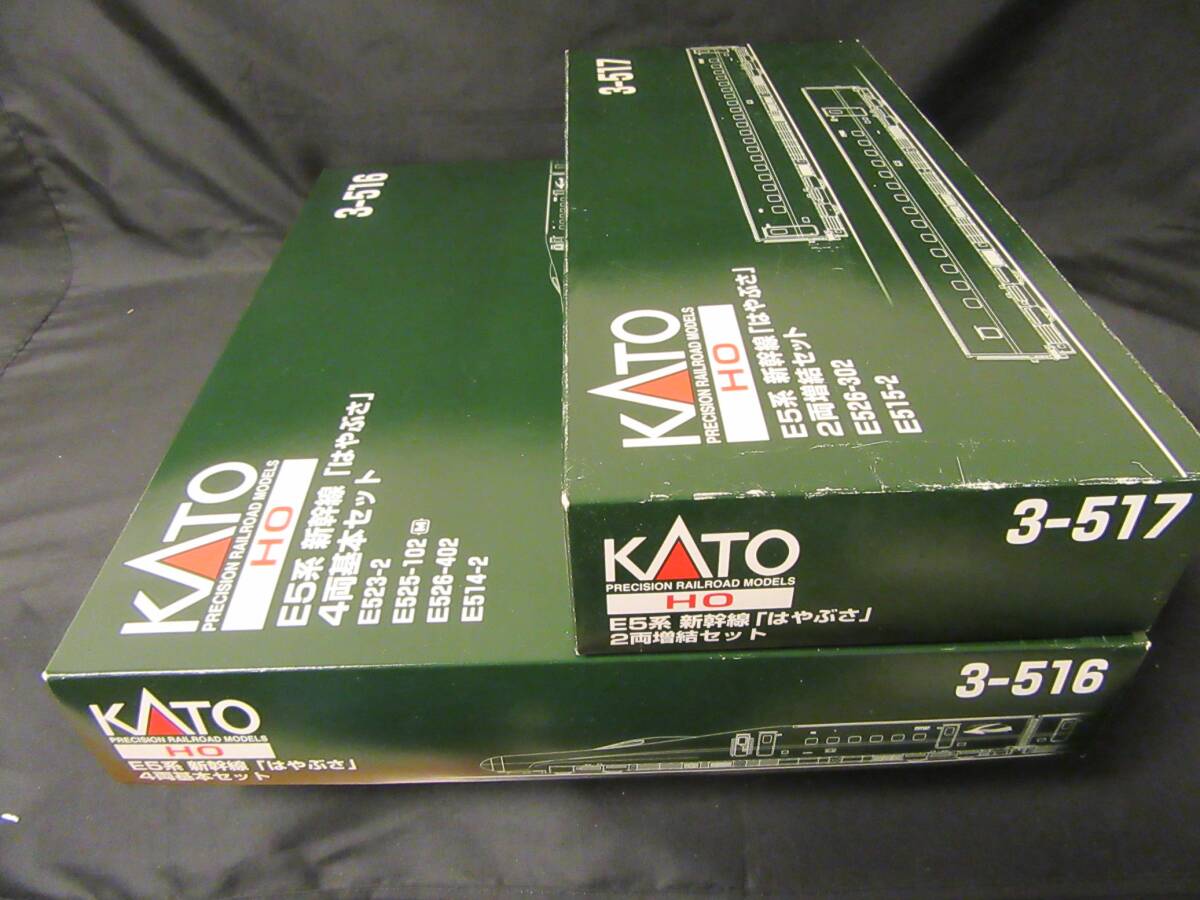 3-517
KATO
PRECISION RAILROAD MODELS
HO
E5系 新幹線「はやぶさ」
2両増結セット
E526-302
E515-2
3-516
KATO
PRECISION RAILROAD MODELS
HO
E5系 新幹線「はやぶさ」
4両基本セット
E523-2
E525-102 M
E526-402
E514-2
3-517
KATO
PRECISION RAILROAD MODELS
HO
E5系 新幹線「はやぶさ」
2両増結セット
3-516
KATO
PRECISION RAILROAD MODELS
HO
E5系 新幹線「はやぶさ」
4両基本セット